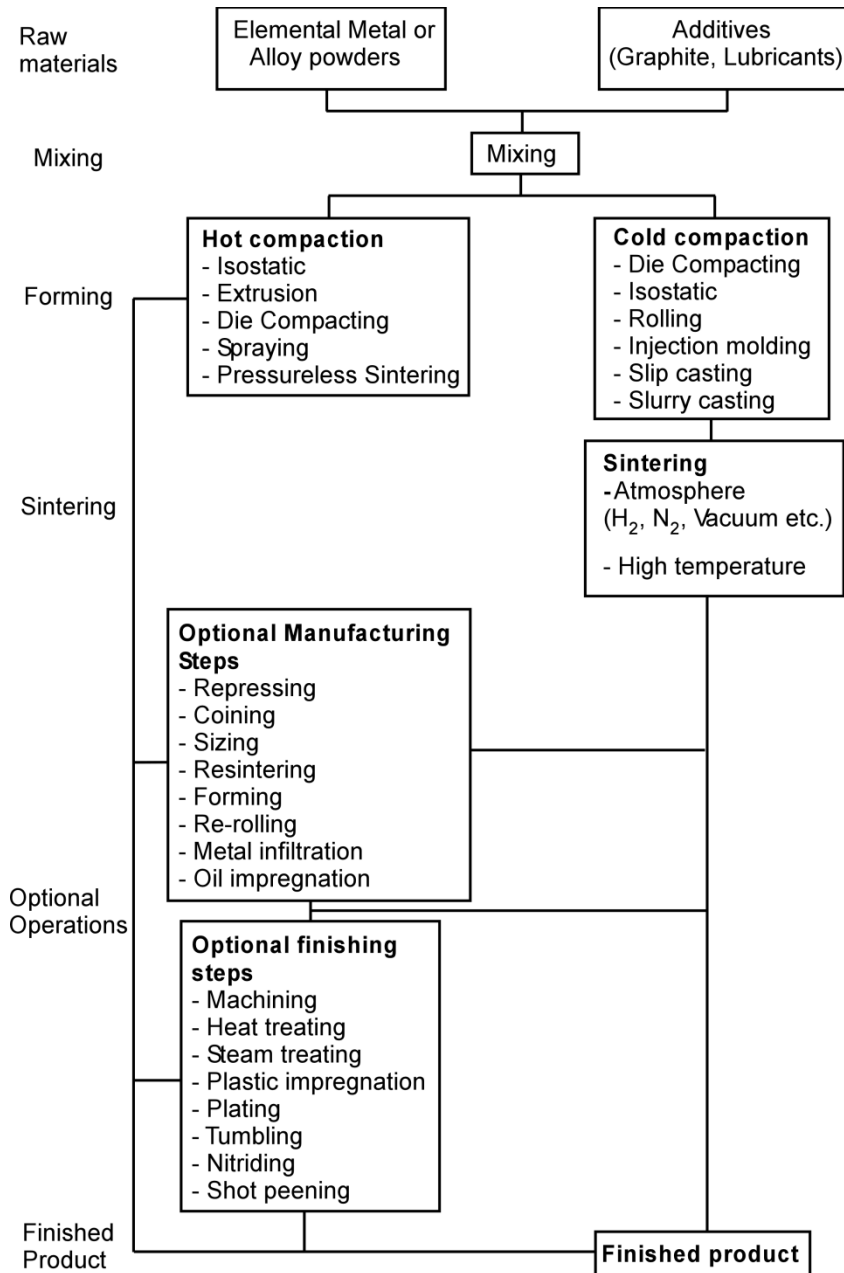 Raw
materials
Elemental Metal or
Alloy powders
Additives
(Graphite, Lubricants)
Mixing
Mixing
Forming
Hot compaction
- Isostatic
- Extrusion
- Die Compacting
- Spraying
- Pressureless Sintering
Cold compaction
- Die Compacting
- Isostatic
- Rolling
- Injection molding
- Slip casting
- Slurry casting
Sintering
Sintering
-Atmosphere
(H₂, N₂, Vacuum etc.)
- High temperature
Optional Manufacturing
Steps
- Repressing
- Coining
- Sizing
- Resintering
- Forming
- Re-rolling
- Metal infiltration
- Oil impregnation
Optional
Operations
Optional finishing
steps
- Machining
- Heat treating
- Steam treating
- Plastic impregnation
- Plating
- Tumbling
- Nitriding
- Shot peening
Finished
Product
Finished product